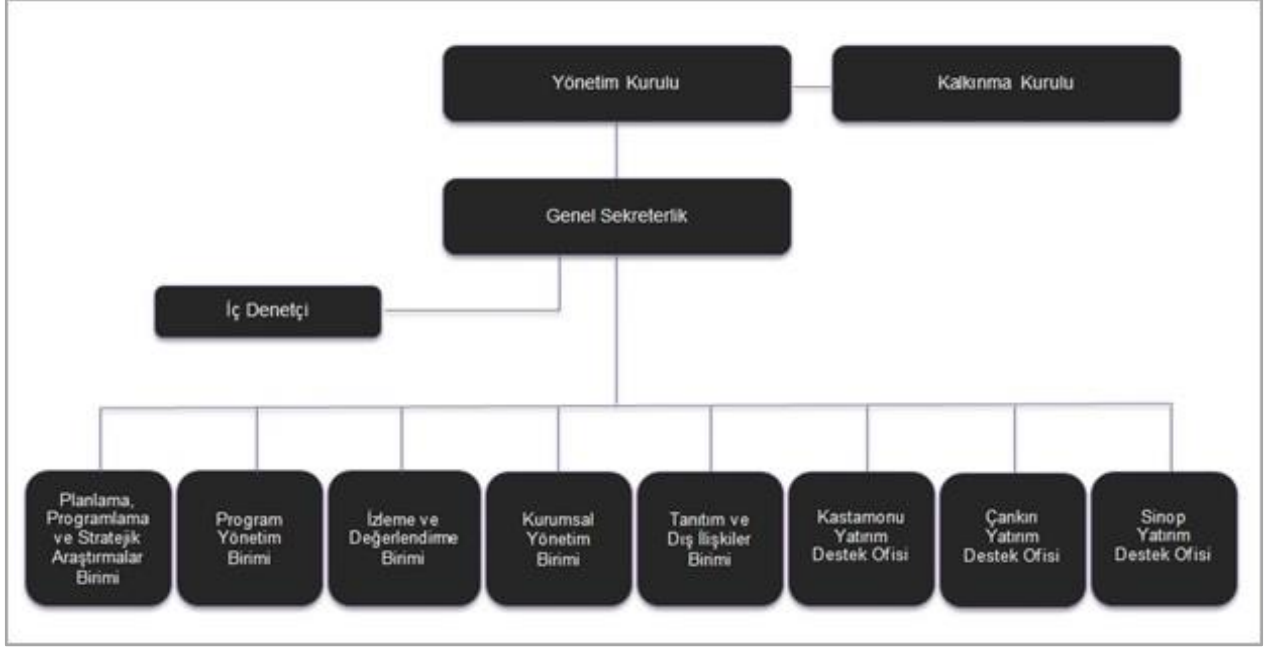 Yönetim Kurulu
Kalkınma Kurulu
Genel Sekreterlik
İç Denetçi
Planlama,
Programlama
ve Stratejik
Araştırmalar
Birimi
Program
Yönetim
Birimi
İzleme ve
Değerlendirme
Birimi
Kurumsal
Yönetim
Birimi
Tanıtım ve
Dış İlişkiler
Birimi
Kastamonu
Yatırım
Destek Ofisi
Çankırı
Yatırım
Destek Ofisi
Sinop
Yatırım
Destek Ofisi